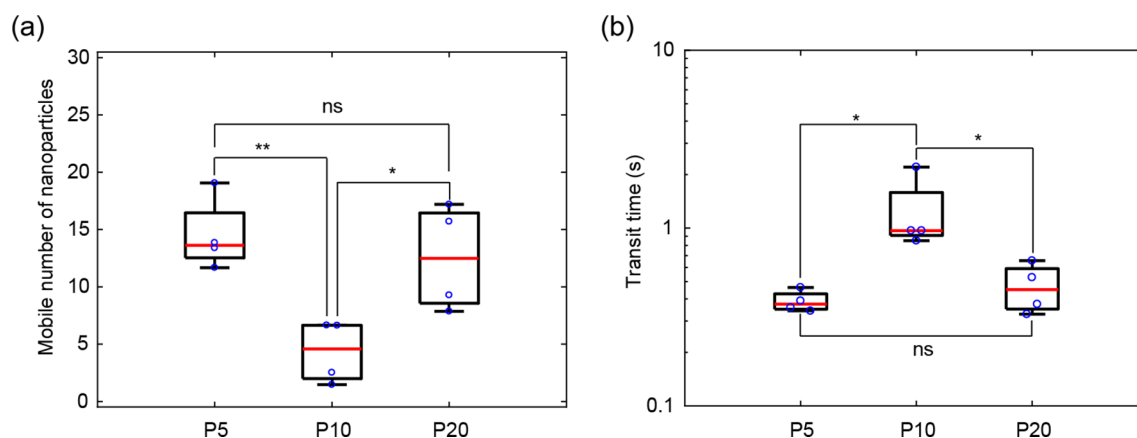 (a)
Mobile number of nanoparticles
30
25
20
15
10
5
0
ns
**
*
P5 P10 P20
(b)
Transit time (s)
10
1
0.1
*
*
ns
P5 P10 P20